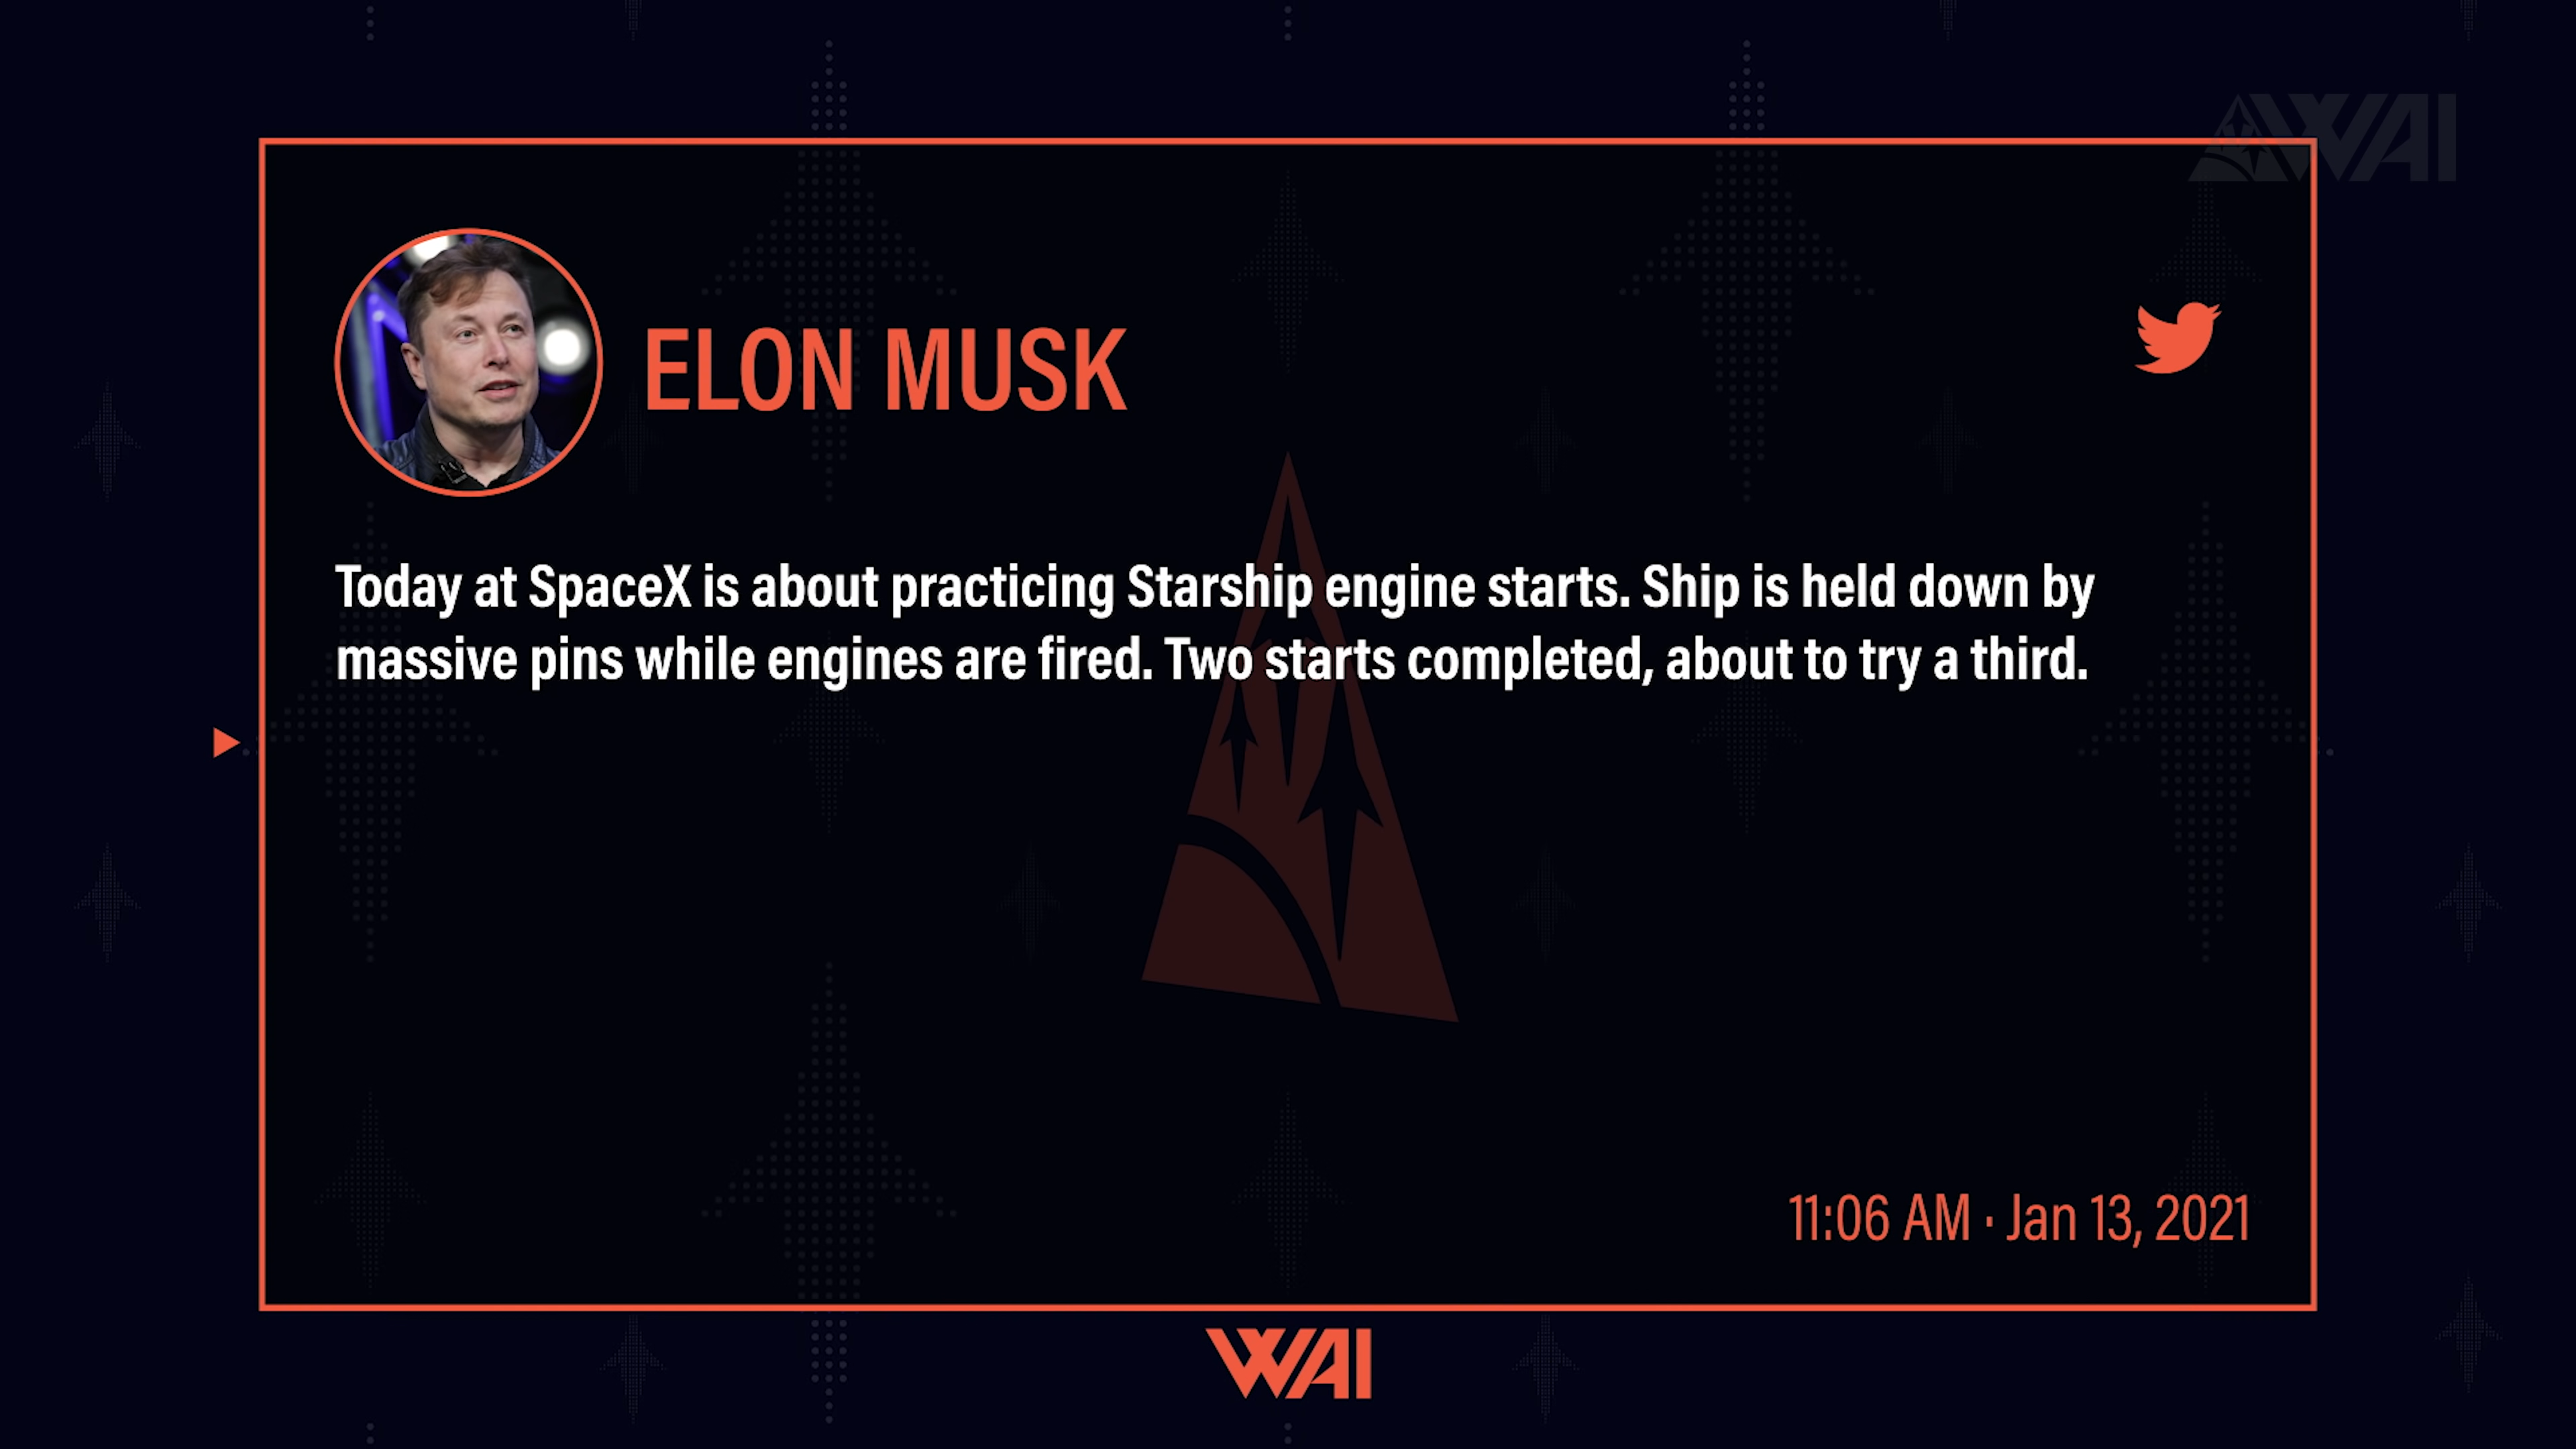 WAI
ELON MUSK
Today at SpaceX is about practicing Starship engine starts. Ship is held down by
massive pins while engines are fired. Two starts completed, about to try a third.
11:06 AM · Jan 13, 2021
WAI